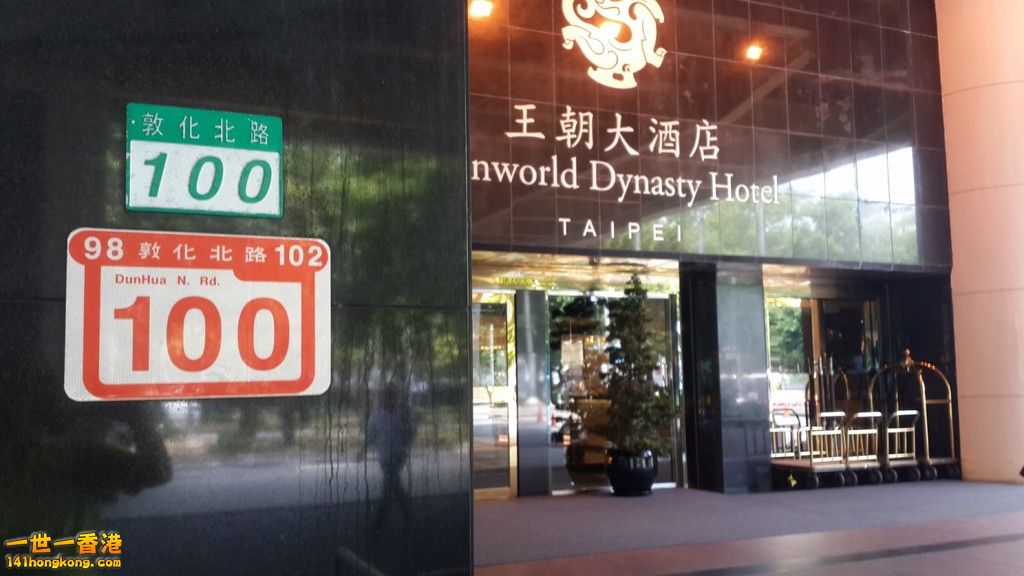 敦化北路
100
98 敦化北路 102
DunHua N. Rd.
100
王朝大酒店
nworld Dynasty Hotel
TAIPEI
一世一香港
141hongkong.com